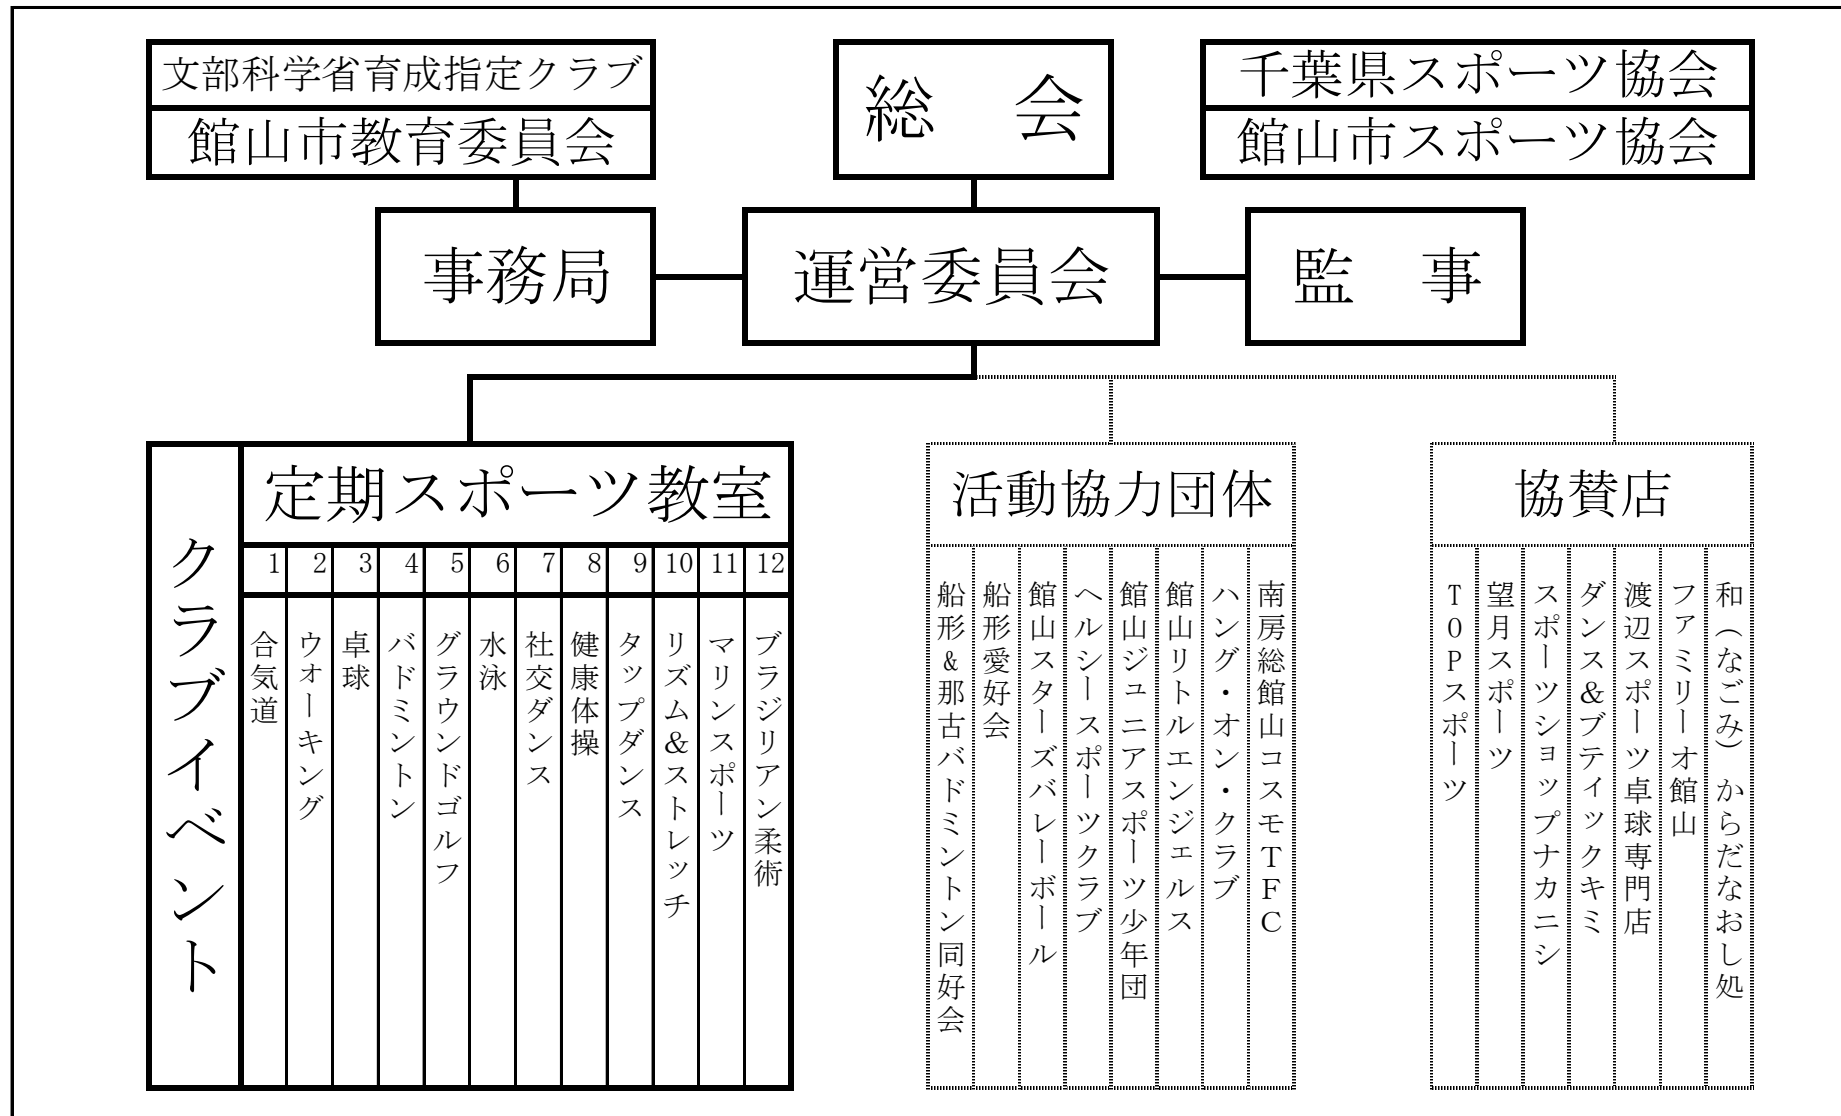 文部科学省育成指定クラブ
館山市教育委員会
総　会
千葉県スポーツ協会
館山市スポーツ協会
事務局
運営委員会
監　事
クラブイベント
定期スポーツ教室
1 2 3 4 5 6 7 8 9 10 11 12
合気道
ウオーキング
卓球
バドミントン
グラウンドゴルフ
水泳
社交ダンス
健康体操
タップダンス
リズム&ストレッチ
マリンスポーツ
ブラジリアン柔術
活動協力団体
船形&那古バドミントン同好会
船形愛好会
館山スターズバレーボール
ヘルシースポーツクラブ
館山ジュニアスポーツ少年団
館山リトルエンジェルス
ハング・オン・クラブ
南房総館山コスモTFC
協賛店
TOPスポーツ
望月スポーツ
スポーツショップナカニシ
ダンス&ブティックキミ
渡辺スポーツ卓球専門店
ファミリーオ館山
和（なごみ）からだなおし処